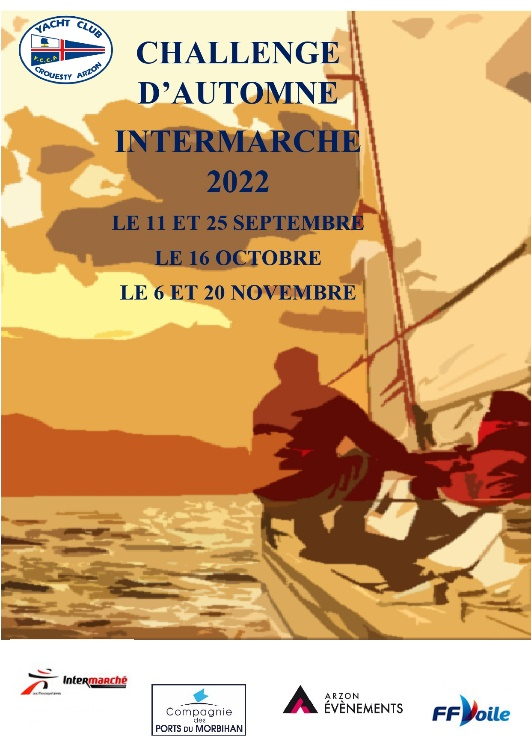 YACHT CLUB
Y.C.C.A
CROUESTY ARZON
CHALLENGE
D'AUTOMNE
INTERMARCHE
2022
LE 11 ET 25 SEPTEMBRE
LE 16 OCTOBRE
LE 6 ET 20 NOVEMBRE
Intermarché
Les Mousquetaires
Compagnie
des
PORTS DU MORBIHAN
ARZON
ÉVÈNEMENTS
FFVoile